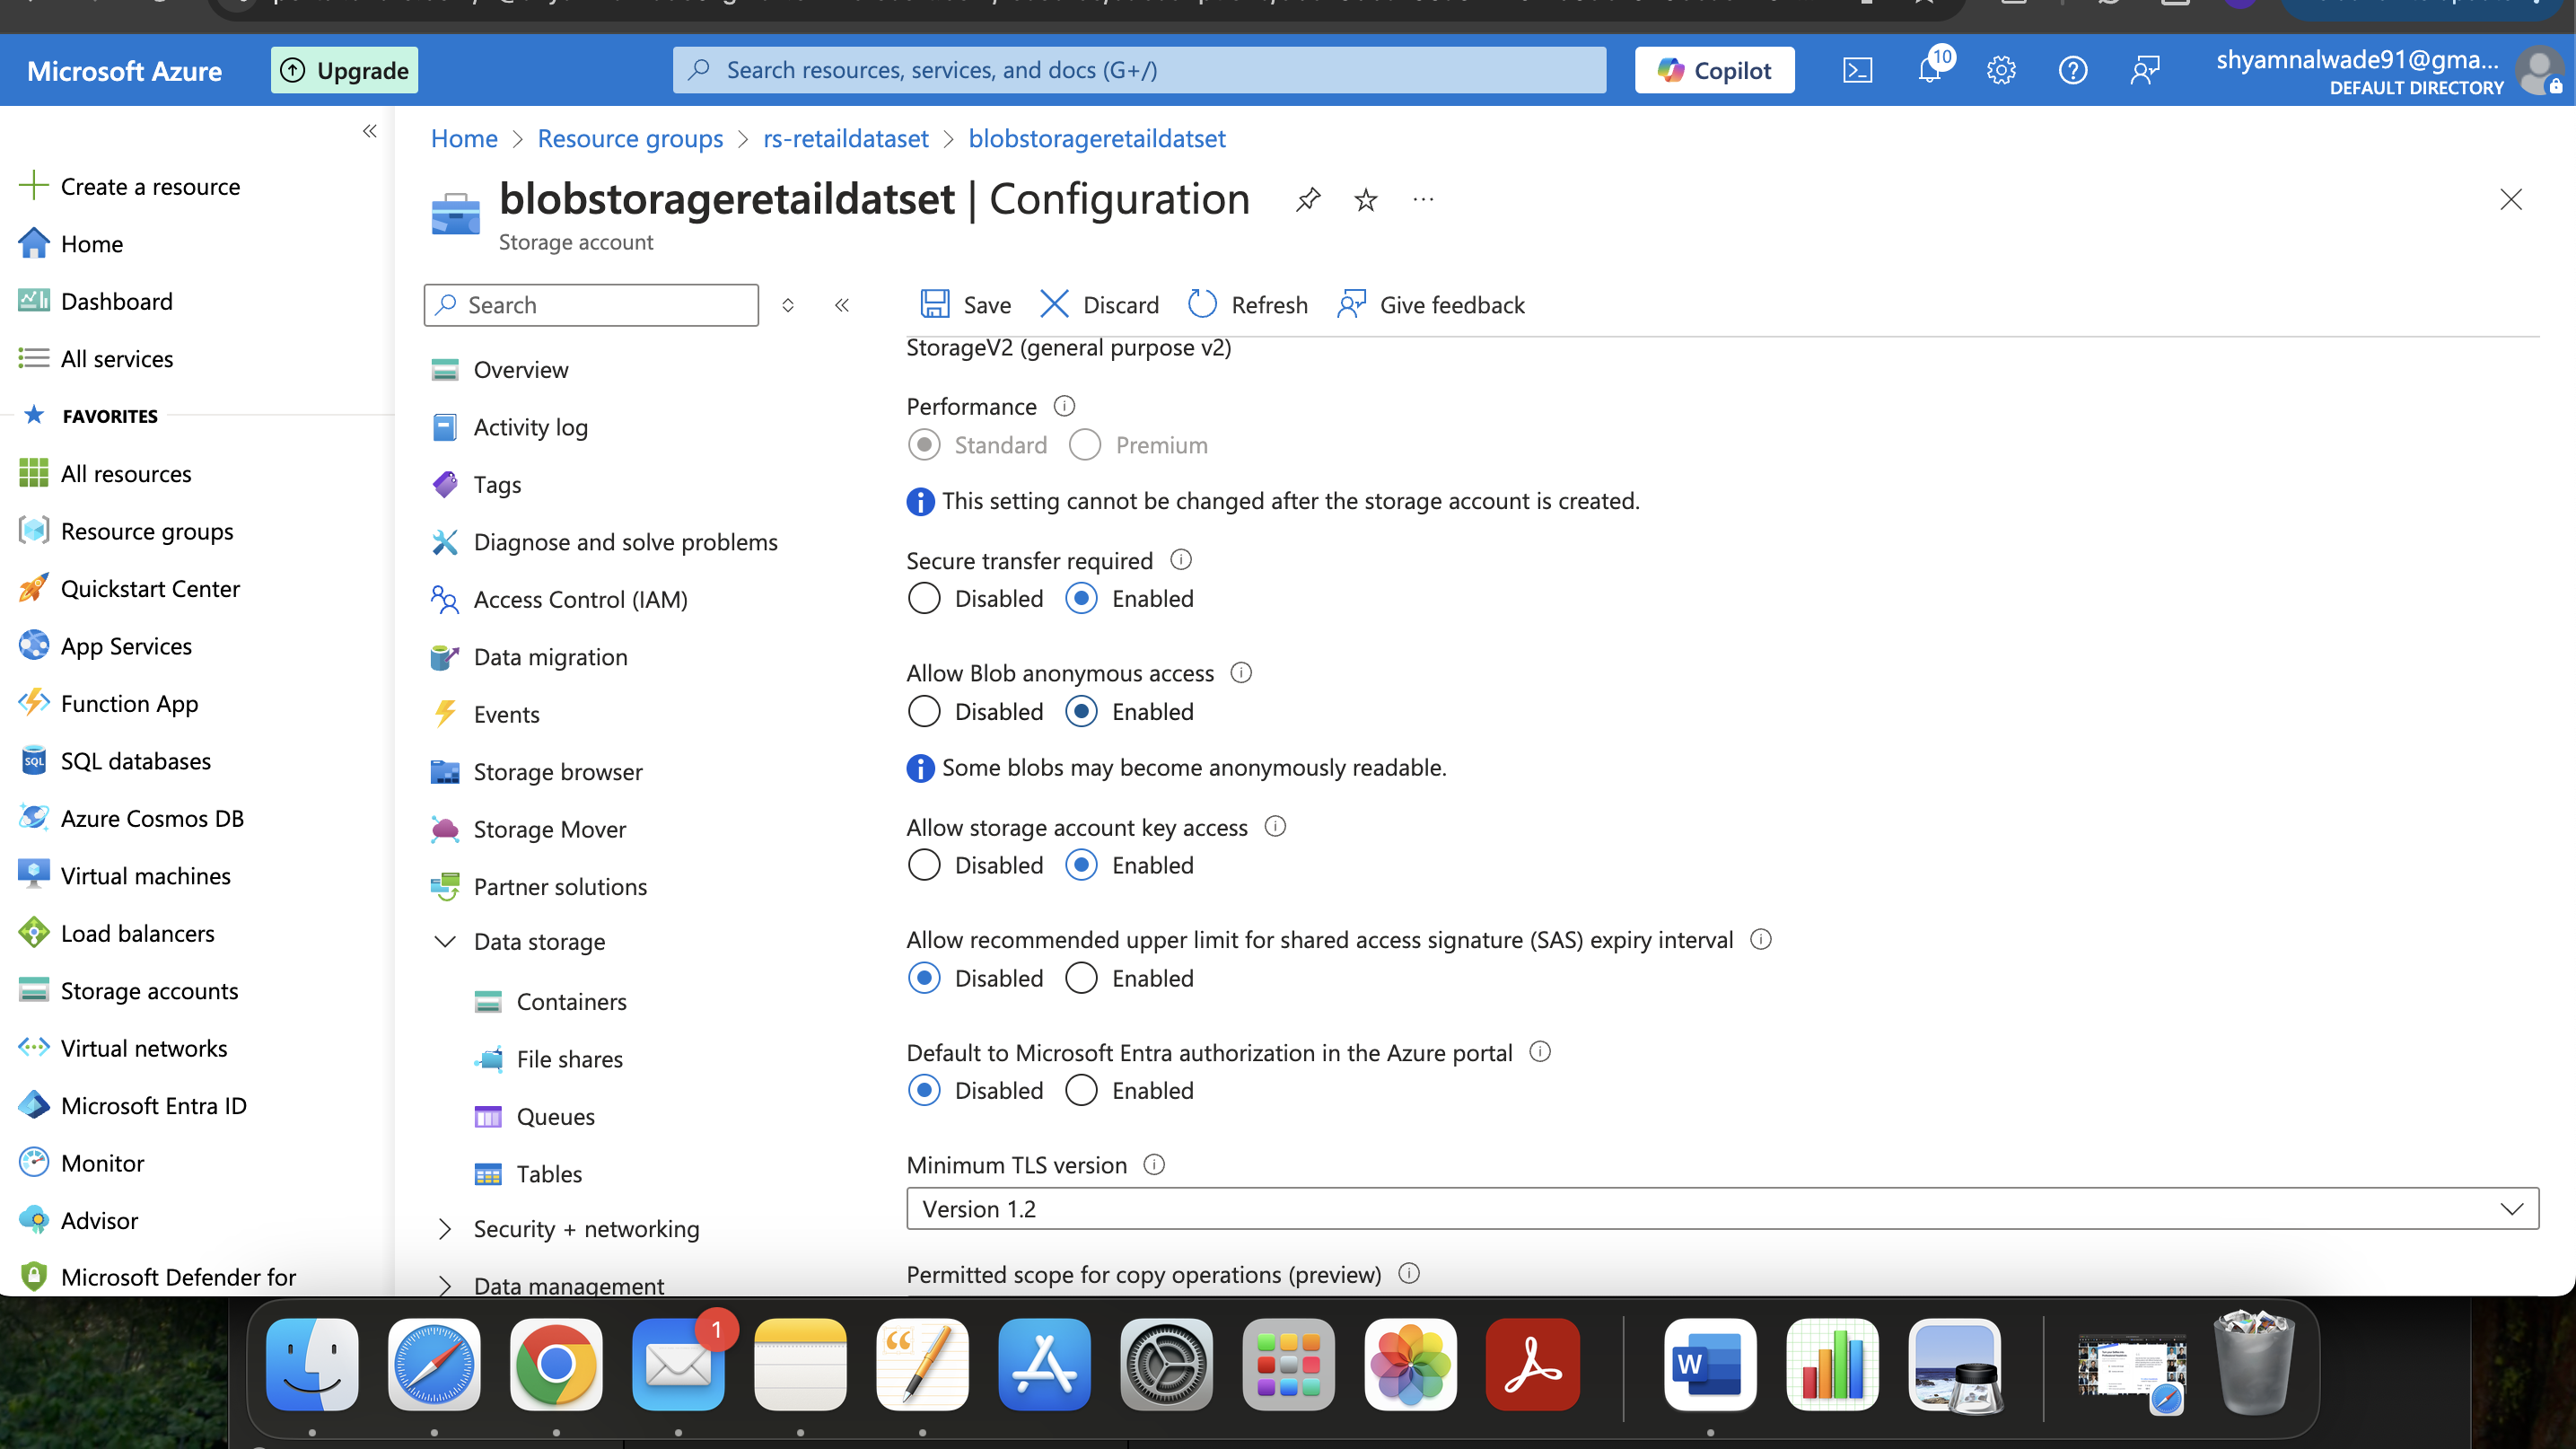 Microsoft Azure
Upgrade
Search resources, services, and docs (G+/)
Copilot
10
shyamnalwade91@gma...
DEFAULT DIRECTORY
Home > Resource groups > rs-retaildataset > blobstorageretaildatset
blobstorageretaildatset | Configuration
Storage account
Create a resource
Home
Dashboard
All services
FAVORITES
All resources
Resource groups
Quickstart Center
App Services
Function App
SQL databases
Azure Cosmos DB
Virtual machines
Load balancers
Storage accounts
Virtual networks
Microsoft Entra ID
Monitor
Advisor
Microsoft Defender for
Search
Overview
Activity log
Tags
Diagnose and solve problems
Access Control (IAM)
Data migration
Events
Storage browser
Storage Mover
Partner solutions
Data storage
Containers
File shares
Queues
Tables
Security + networking
Data management
Save Discard Refresh Give feedback
StorageV2 (general purpose v2)
Performance
Standard Premium
This setting cannot be changed after the storage account is created.
Secure transfer required
Disabled Enabled
Allow Blob anonymous access
Disabled Enabled
Some blobs may become anonymously readable.
Allow storage account key access
Disabled Enabled
Allow recommended upper limit for shared access signature (SAS) expiry interval
Disabled Enabled
Default to Microsoft Entra authorization in the Azure portal
Disabled Enabled
Minimum TLS version
Version 1.2
Permitted scope for copy operations (preview)
1
W